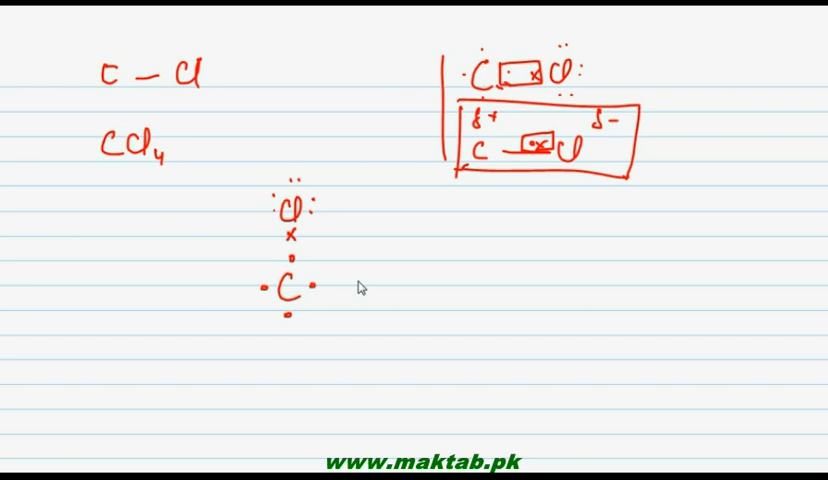 C – Cl
CCl₄
· C · x Cl :
δ+ δ-
C — ·x Cl
: Cl :
x
·
· C ·
·
www.maktab.pk